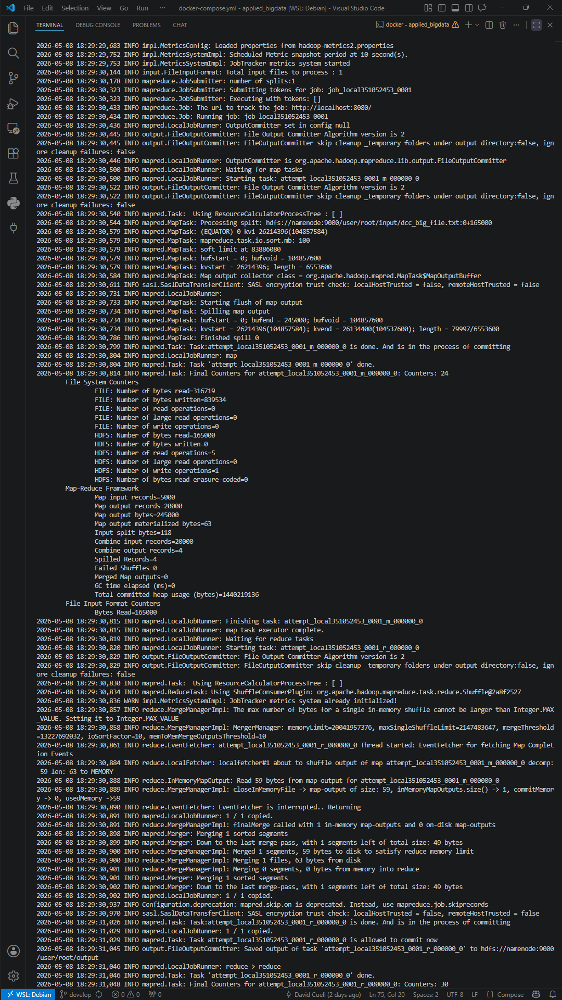 File Edit Selection View Go Run ··· docker-compose.yml - applied_bigdata [WSL: Debian] - Visual Studio Code
TERMINAL DEBUG CONSOLE PROBLEMS CHAT docker - applied_bigdata
2026-05-08 18:29:29,683 INFO impl.MetricsConfig: Loaded properties from hadoop-metrics2.properties
2026-05-08 18:29:29,752 INFO impl.MetricsSystemImpl: Scheduled Metric snapshot period at 10 second(s).
2026-05-08 18:29:29,753 INFO impl.MetricsSystemImpl: JobTracker metrics system started
2026-05-08 18:29:30,144 INFO input.FileInputFormat: Total input files to process : 1
2026-05-08 18:29:30,178 INFO mapreduce.JobSubmitter: number of splits:1
2026-05-08 18:29:30,323 INFO mapreduce.JobSubmitter: Submitting tokens for job: job_local351052453_0001
2026-05-08 18:29:30,323 INFO mapreduce.JobSubmitter: Executing with tokens: []
2026-05-08 18:29:30,433 INFO mapreduce.Job: The url to track the job: http://localhost:8080/
2026-05-08 18:29:30,434 INFO mapreduce.Job: Running job: job_local351052453_0001
2026-05-08 18:29:30,436 INFO mapred.LocalJobRunner: OutputCommitter set in config null
2026-05-08 18:29:30,445 INFO output.FileOutputCommitter: File Output Committer Algorithm version is 2
2026-05-08 18:29:30,445 INFO output.FileOutputCommitter: FileOutputCommitter skip cleanup _temporary folders under output directory:false, ign
ore cleanup failures: false
2026-05-08 18:29:30,446 INFO mapred.LocalJobRunner: OutputCommitter is org.apache.hadoop.mapreduce.lib.output.FileOutputCommitter
2026-05-08 18:29:30,500 INFO mapred.LocalJobRunner: Waiting for map tasks
2026-05-08 18:29:30,500 INFO mapred.LocalJobRunner: Starting task: attempt_local351052453_0001_m_000000_0
2026-05-08 18:29:30,522 INFO output.FileOutputCommitter: File Output Committer Algorithm version is 2
2026-05-08 18:29:30,522 INFO output.FileOutputCommitter: FileOutputCommitter skip cleanup _temporary folders under output directory:false, ign
ore cleanup failures: false
2026-05-08 18:29:30,540 INFO mapred.Task:  Using ResourceCalculatorProcessTree : [ ]
2026-05-08 18:29:30,544 INFO mapred.MapTask: Processing split: hdfs://namenode:9000/user/root/input/dcc_big_file.txt:0+165000
2026-05-08 18:29:30,579 INFO mapred.MapTask: (EQUATOR) 0 kvi 26214396(104857584)
2026-05-08 18:29:30,579 INFO mapred.MapTask: mapreduce.task.io.sort.mb: 100
2026-05-08 18:29:30,579 INFO mapred.MapTask: soft limit at 83886080
2026-05-08 18:29:30,579 INFO mapred.MapTask: bufstart = 0; bufvoid = 104857600
2026-05-08 18:29:30,579 INFO mapred.MapTask: kvstart = 26214396; length = 6553600
2026-05-08 18:29:30,584 INFO mapred.MapTask: Map output collector class = org.apache.hadoop.mapred.MapTask$MapOutputBuffer
2026-05-08 18:29:30,611 INFO sasl.SaslDataTransferClient: SASL encryption trust check: localHostTrusted = false, remoteHostTrusted = false
2026-05-08 18:29:30,731 INFO mapred.LocalJobRunner:
2026-05-08 18:29:30,733 INFO mapred.MapTask: Starting flush of map output
2026-05-08 18:29:30,734 INFO mapred.MapTask: Spilling map output
2026-05-08 18:29:30,734 INFO mapred.MapTask: bufstart = 0; bufend = 245000; bufvoid = 104857600
2026-05-08 18:29:30,734 INFO mapred.MapTask: kvstart = 26214396(104857584); kvend = 26134400(104537600); length = 79997/6553600
2026-05-08 18:29:30,786 INFO mapred.MapTask: Finished spill 0
2026-05-08 18:29:30,799 INFO mapred.Task: Task:attempt_local351052453_0001_m_000000_0 is done. And is in the process of committing
2026-05-08 18:29:30,804 INFO mapred.LocalJobRunner: map
2026-05-08 18:29:30,804 INFO mapred.Task: Task 'attempt_local351052453_0001_m_000000_0' done.
2026-05-08 18:29:30,814 INFO mapred.Task: Final Counters for attempt_local351052453_0001_m_000000_0: Counters: 24
File System Counters
FILE: Number of bytes read=316719
FILE: Number of bytes written=839534
FILE: Number of read operations=0
FILE: Number of large read operations=0
FILE: Number of write operations=0
HDFS: Number of bytes read=165000
HDFS: Number of bytes written=0
HDFS: Number of read operations=5
HDFS: Number of large read operations=0
HDFS: Number of write operations=1
HDFS: Number of bytes read erasure-coded=0
Map-Reduce Framework
Map input records=5000
Map output records=20000
Map output bytes=245000
Map output materialized bytes=63
Input split bytes=118
Combine input records=20000
Combine output records=4
Spilled Records=4
Failed Shuffles=0
Merged Map outputs=0
GC time elapsed (ms)=0
Total committed heap usage (bytes)=1440219136
File Input Format Counters
Bytes Read=165000
2026-05-08 18:29:30,815 INFO mapred.LocalJobRunner: Finishing task: attempt_local351052453_0001_m_000000_0
2026-05-08 18:29:30,815 INFO mapred.LocalJobRunner: map task executor complete.
2026-05-08 18:29:30,819 INFO mapred.LocalJobRunner: Waiting for reduce tasks
2026-05-08 18:29:30,820 INFO mapred.LocalJobRunner: Starting task: attempt_local351052453_0001_r_000000_0
2026-05-08 18:29:30,829 INFO output.FileOutputCommitter: File Output Committer Algorithm version is 2
2026-05-08 18:29:30,829 INFO output.FileOutputCommitter: FileOutputCommitter skip cleanup _temporary folders under output directory:false, ign
ore cleanup failures: false
2026-05-08 18:29:30,830 INFO mapred.Task:  Using ResourceCalculatorProcessTree : [ ]
2026-05-08 18:29:30,834 INFO mapred.ReduceTask: Using ShuffleConsumerPlugin: org.apache.hadoop.mapreduce.task.reduce.Shuffle@2a8f2527
2026-05-08 18:29:30,836 WARN impl.MetricsSystemImpl: JobTracker metrics system already initialized!
2026-05-08 18:29:30,857 INFO reduce.MergeManagerImpl: The max number of bytes for a single in-memory shuffle cannot be larger than Integer.MAX
_VALUE. Setting it to Integer.MAX_VALUE
2026-05-08 18:29:30,858 INFO reduce.MergeManagerImpl: MergerManager: memoryLimit=20041957376, maxSingleShuffleLimit=2147483647, mergeThreshold
=13227692032, ioSortFactor=10, memToMemMergeOutputsThreshold=10
2026-05-08 18:29:30,861 INFO reduce.EventFetcher: attempt_local351052453_0001_r_000000_0 Thread started: EventFetcher for fetching Map Complet
ion Events
2026-05-08 18:29:30,884 INFO reduce.LocalFetcher: localfetcher#1 about to shuffle output of map attempt_local351052453_0001_m_000000_0 decomp:
59 len: 63 to MEMORY
2026-05-08 18:29:30,888 INFO reduce.InMemoryMapOutput: Read 59 bytes from map-output for attempt_local351052453_0001_m_000000_0
2026-05-08 18:29:30,889 INFO reduce.MergeManagerImpl: closeInMemoryFile -> map-output of size: 59, inMemoryMapOutputs.size() -> 1, commitMemor
y -> 0, usedMemory ->59
2026-05-08 18:29:30,890 INFO reduce.EventFetcher: EventFetcher is interrupted.. Returning
2026-05-08 18:29:30,891 INFO mapred.LocalJobRunner: 1 / 1 copied.
2026-05-08 18:29:30,891 INFO reduce.MergeManagerImpl: finalMerge called with 1 in-memory map-outputs and 0 on-disk map-outputs
2026-05-08 18:29:30,898 INFO mapred.Merger: Merging 1 sorted segments
2026-05-08 18:29:30,899 INFO mapred.Merger: Down to the last merge-pass, with 1 segments left of total size: 49 bytes
2026-05-08 18:29:30,900 INFO reduce.MergeManagerImpl: Merged 1 segments, 59 bytes to disk to satisfy reduce memory limit
2026-05-08 18:29:30,900 INFO reduce.MergeManagerImpl: Merging 1 files, 63 bytes from disk
2026-05-08 18:29:30,901 INFO reduce.MergeManagerImpl: Merging 0 segments, 0 bytes from memory into reduce
2026-05-08 18:29:30,901 INFO mapred.Merger: Merging 1 sorted segments
2026-05-08 18:29:30,902 INFO mapred.Merger: Down to the last merge-pass, with 1 segments left of total size: 49 bytes
2026-05-08 18:29:30,902 INFO mapred.LocalJobRunner: 1 / 1 copied.
2026-05-08 18:29:30,937 INFO Configuration.deprecation: mapred.skip.on is deprecated. Instead, use mapreduce.job.skiprecords
2026-05-08 18:29:30,970 INFO sasl.SaslDataTransferClient: SASL encryption trust check: localHostTrusted = false, remoteHostTrusted = false
2026-05-08 18:29:31,026 INFO mapred.Task: Task:attempt_local351052453_0001_r_000000_0 is done. And is in the process of committing
2026-05-08 18:29:31,029 INFO mapred.LocalJobRunner: 1 / 1 copied.
2026-05-08 18:29:31,029 INFO mapred.Task: Task attempt_local351052453_0001_r_000000_0 is allowed to commit now
2026-05-08 18:29:31,045 INFO output.FileOutputCommitter: Saved output of task 'attempt_local351052453_0001_r_000000_0' to hdfs://namenode:9000
/user/root/output
2026-05-08 18:29:31,046 INFO mapred.LocalJobRunner: reduce > reduce
2026-05-08 18:29:31,046 INFO mapred.Task: Task 'attempt_local351052453_0001_r_000000_0' done.
2026-05-08 18:29:31,048 INFO mapred.Task: Final Counters for attempt_local351052453_0001_r_000000_0: Counters: 30
WSL: Debian develop 0 0 0 David Cueli (2 days ago) Ln 75, Col 20 Spaces: 2 UTF-8 LF {} Compose